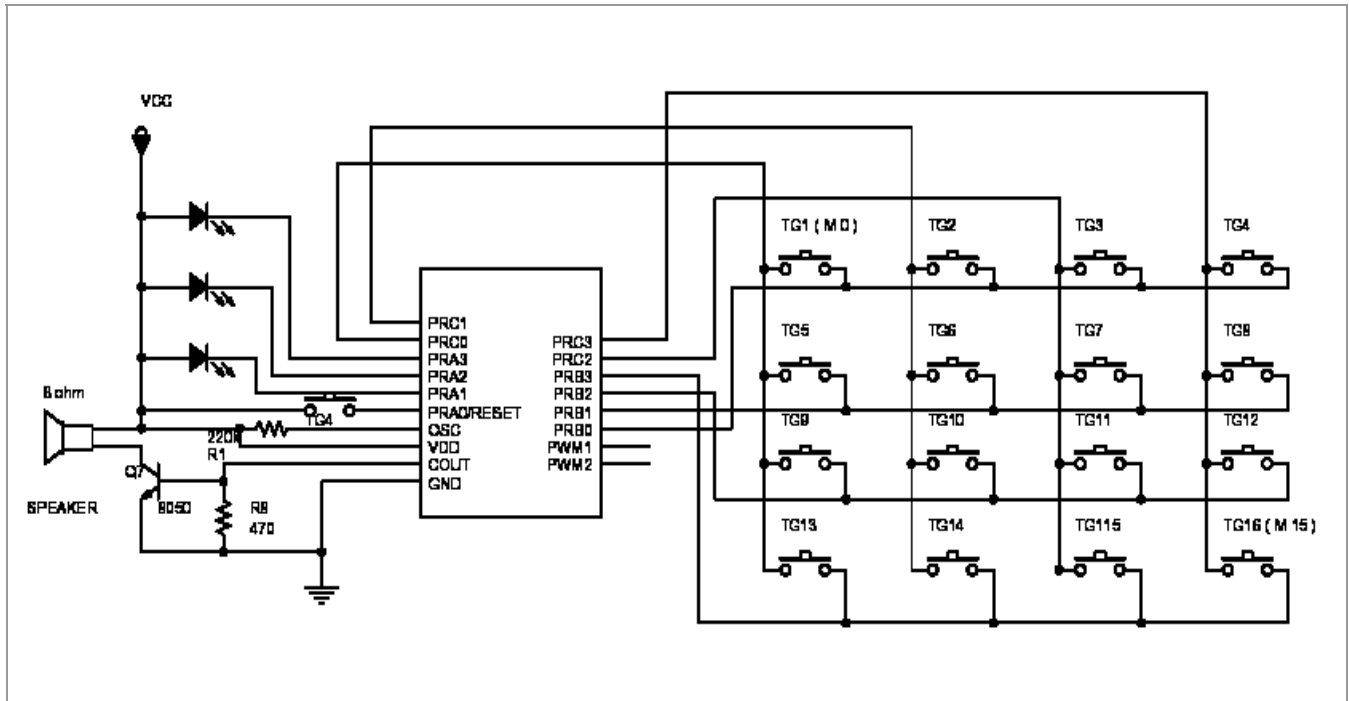 VCC
TG1 ( M 0 )
TG2
TG3
TG4
PRC1
PRC0
PRA3
PRA2
PRA1
PRA0/RESET
OSC
VDD
COUT
GND
PRC3
PRC2
PRB3
PRB2
PRB1
PRB0
PWM1
PWM2
TG5
TG6
TG7
TG8
8 ohm
TG4
220K
R1
Q7
SPEAKER
8050
R8
470
TG9
TG10
TG11
TG12
TG13
TG14
TG115
TG16 ( M 15 )